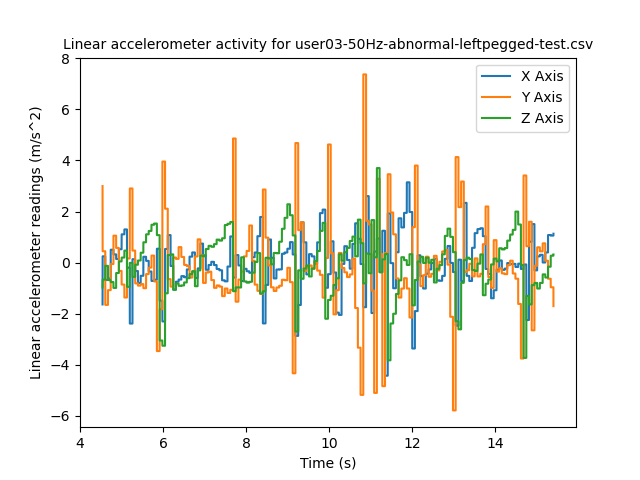 Linear accelerometer activity for user03-50Hz-abnormal-leftpegged-test.csv
X Axis
Y Axis
Z Axis
Linear accelerometer readings (m/s^2)
8
6
4
2
0
−2
−4
−6
4 6 8 10 12 14
Time (s)